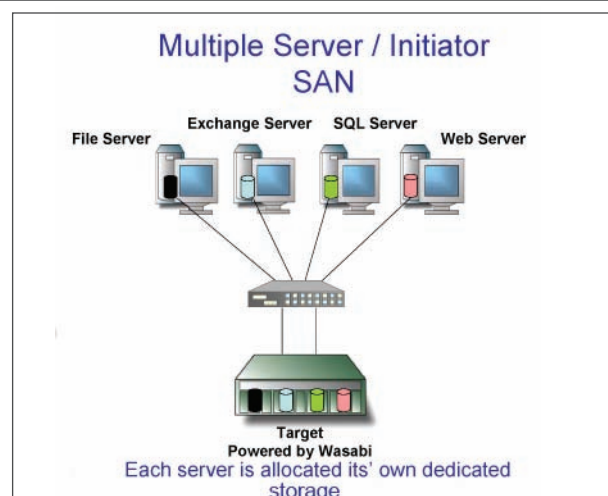 Multiple Server / Initiator
SAN
File Server
Exchange Server
SQL Server
Web Server
Target
Powered by Wasabi
Each server is allocated its' own dedicated
storage